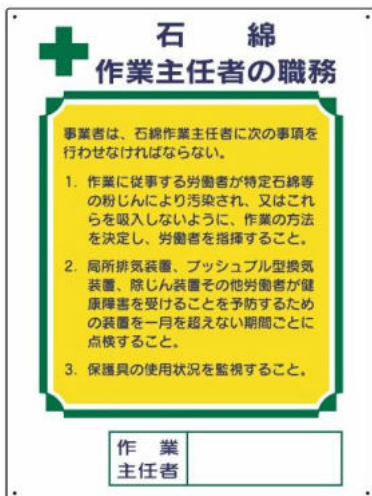 石　綿
作業主任者の職務
事業者は、石綿作業主任者に次の事項を
行わせなければならない。
1. 作業に従事する労働者が特定石綿等
の粉じんにより汚染され、又はこれ
らを吸入しないように、作業の方法
を決定し、労働者を指揮すること。
2. 局所排気装置、プッシュプル型換気
装置、除じん装置その他労働者が健
康障害を受けることを予防するため
の装置を一月を超えない期間ごとに
点検すること。
3. 保護具の使用状況を監視すること。
作　業
主任者